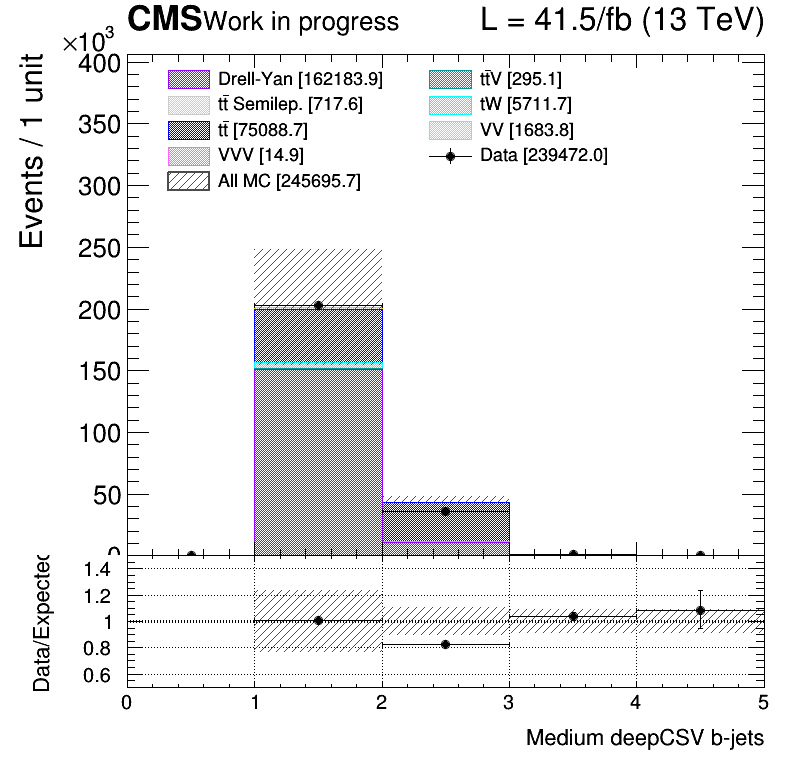 CMS Work in progress L = 41.5/fb (13 TeV)
×10³
Events / 1 unit
400
350
300
250
200
150
100
50
0
Drell-Yan [162183.9]
tt̄ Semilep. [717.6]
tt̄ [75088.7]
VVV [14.9]
All MC [245695.7]
tt̄V [295.1]
tW [5711.7]
VV [1683.8]
Data [239472.0]
Data/Expected
1.4
1.2
1
0.8
0.6
0 1 2 3 4 5
Medium deepCSV b-jets